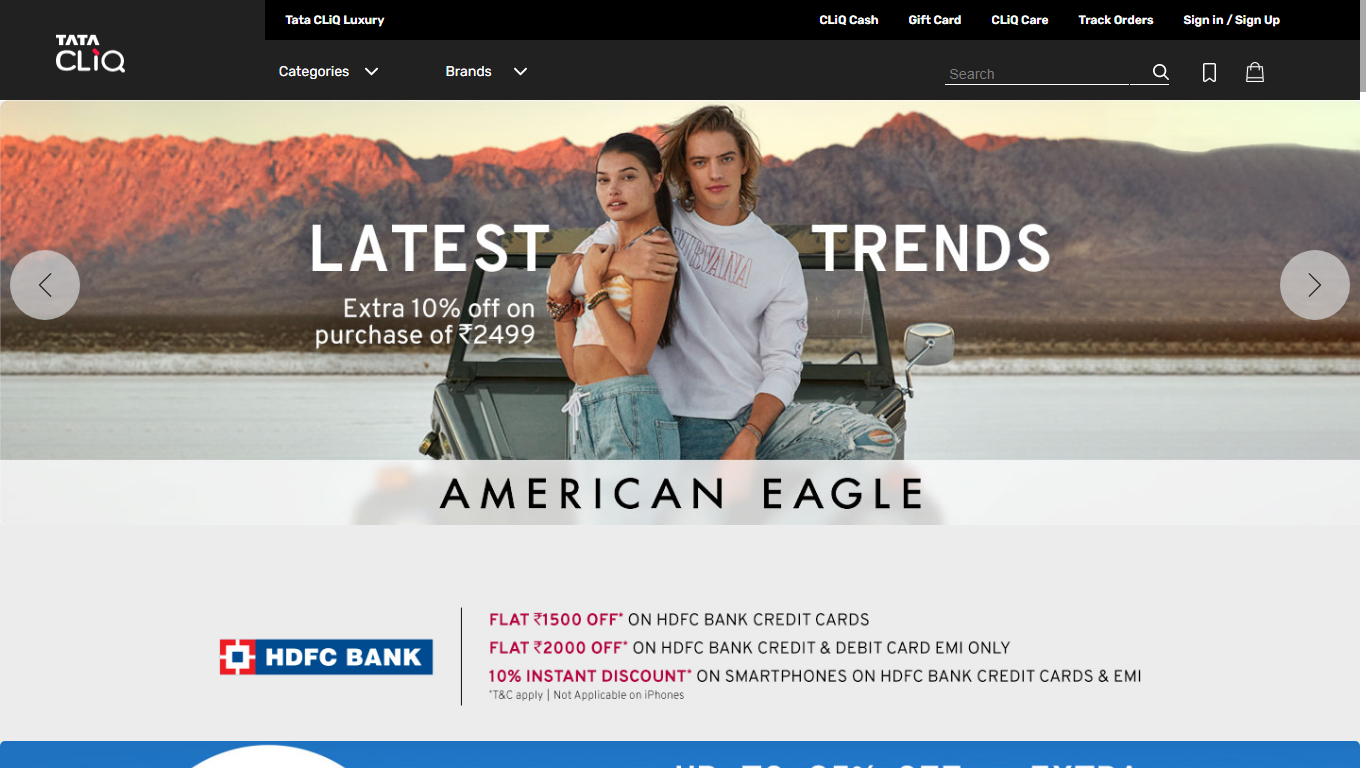 Tata CLiQ Luxury
CLiQ Cash
Gift Card
CLiQ Care
Track Orders
Sign in / Sign Up
TATA
CLiQ
Categories
Brands
Search
LATEST TRENDS
Extra 10% off on
purchase of ₹2499
NIRVANA
AMERICAN EAGLE
HDFC BANK
FLAT ₹1500 OFF* ON HDFC BANK CREDIT CARDS
FLAT ₹2000 OFF* ON HDFC BANK CREDIT & DEBIT CARD EMI ONLY
10% INSTANT DISCOUNT* ON SMARTPHONES ON HDFC BANK CREDIT CARDS & EMI
*T&C apply | Not Applicable on iPhones